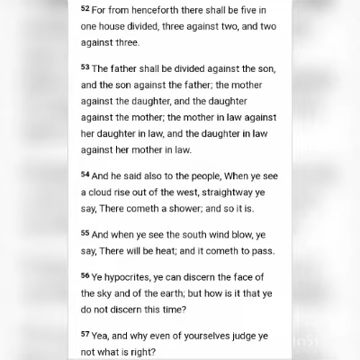 52 For from henceforth there shall be five in
one house divided, three against two, and two
against three.
53 The father shall be divided against the son,
and the son against the father; the mother
against the daughter, and the daughter
against the mother; the mother in law against
her daughter in law, and the daughter in law
against her mother in law.
54 And he said also to the people, When ye see
a cloud rise out of the west, straightway ye
say, There cometh a shower; and so it is.
55 And when ye see the south wind blow, ye
say, There will be heat; and it cometh to pass.
56 Ye hypocrites, ye can discern the face of
the sky and of the earth; but how is it that ye
do not discern this time?
57 Yea, and why even of yourselves judge ye
not what is right?